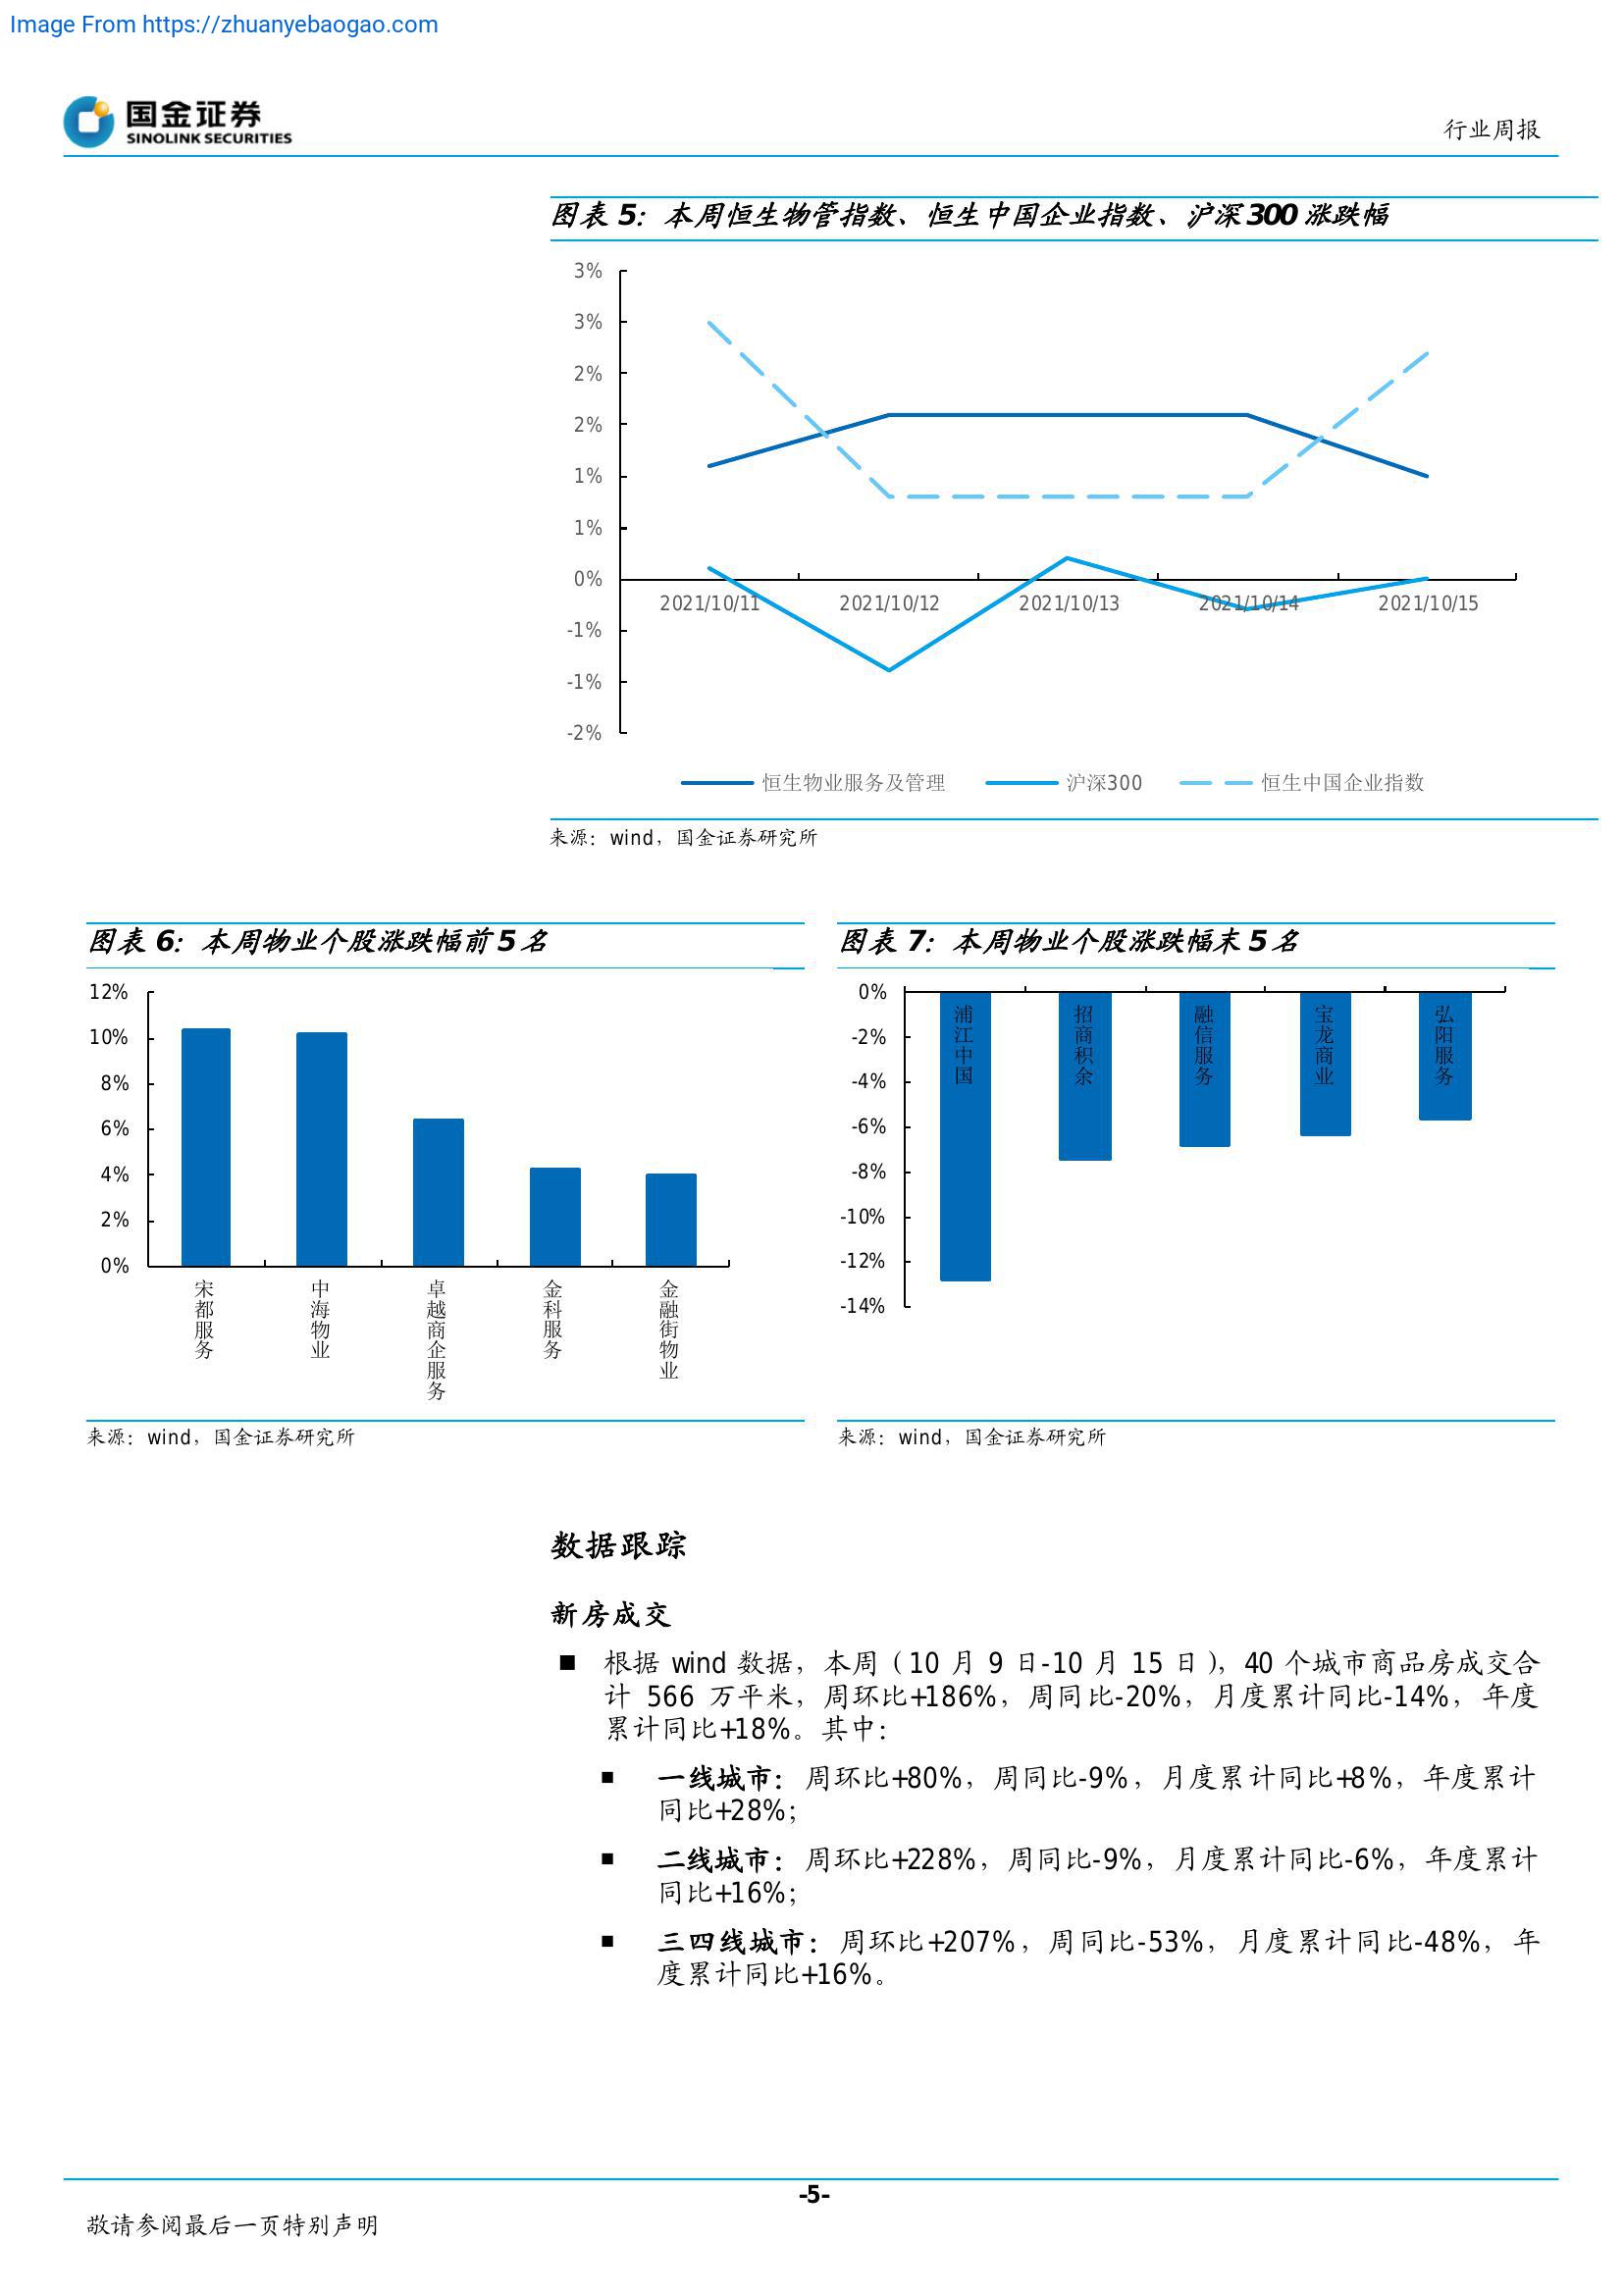 Image From https://zhuanyebaogao.com
国金证券
SINOLINK SECURITIES
行业周报
图表 5：本周恒生物管指数、恒生中国企业指数、沪深300 涨跌幅
3%
3%
2%
2%
1%
1%
0%
-1%
-1%
-2%
2021/10/11 2021/10/12 2021/10/13 2021/10/14 2021/10/15
恒生物业服务及管理 沪深300 恒生中国企业指数
来源：wind，国金证券研究所
图表 6：本周物业个股涨跌幅前 5 名
12%
10%
8%
6%
4%
2%
0%
宋都服务
中海物业
卓越商企服务
金科服务
金融街物业
来源：wind，国金证券研究所
图表 7：本周物业个股涨跌幅末 5 名
0%
-2%
-4%
-6%
-8%
-10%
-12%
-14%
浦江中国
招商积余
融信服务
宝龙商业
弘阳服务
来源：wind，国金证券研究所
数据跟踪
新房成交
■ 根据 wind 数据，本周（10 月 9 日-10 月 15 日），40 个城市商品房成交合
计 566 万平米，周环比+186%，周同比-20%，月度累计同比-14%，年度
累计同比+18%。其中：
■ 一线城市：周环比+80%，周同比-9%，月度累计同比+8%，年度累计
同比+28%；
■ 二线城市：周环比+228%，周同比-9%，月度累计同比-6%，年度累计
同比+16%；
■ 三四线城市：周环比+207%，周同比-53%，月度累计同比-48%，年
度累计同比+16%。
-5-
敬请参阅最后一页特别声明